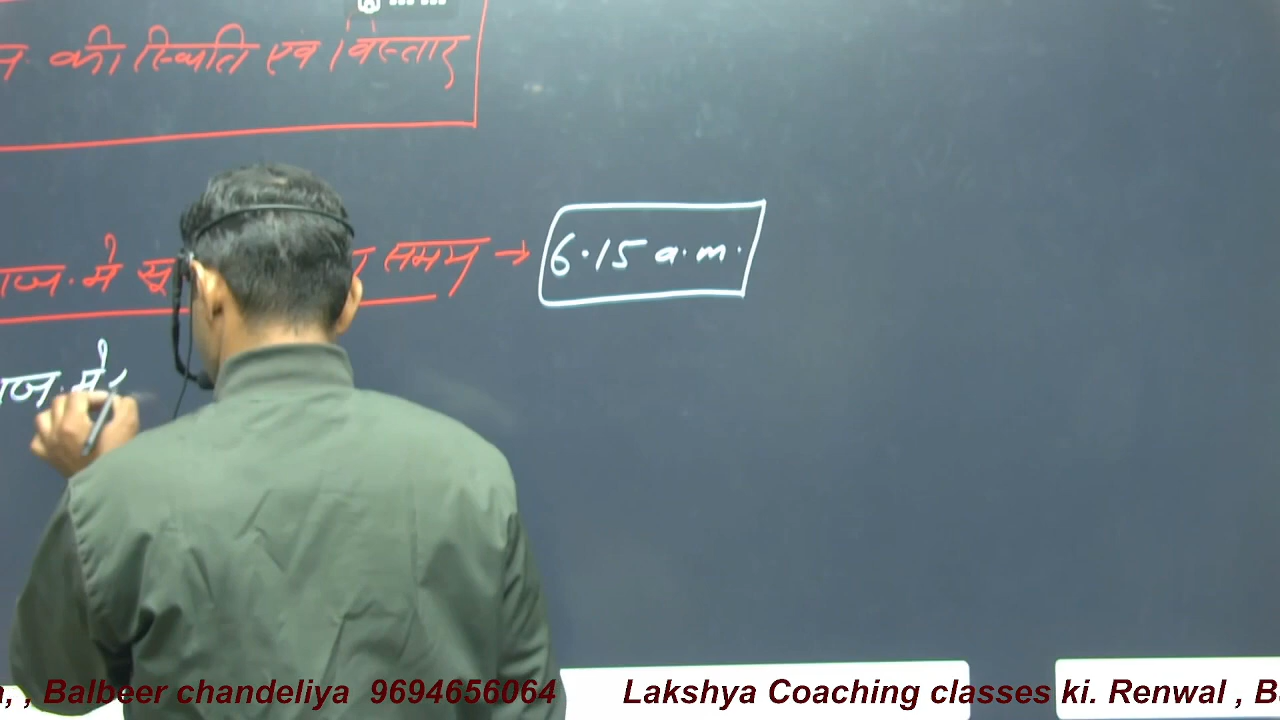 की स्थिति एवं विस्तार
राज. मे समय → 6.15 a.m.
राज. मे
, Balbeer chandeliya 9694656064 Lakshya Coaching classes ki. Renwal ,